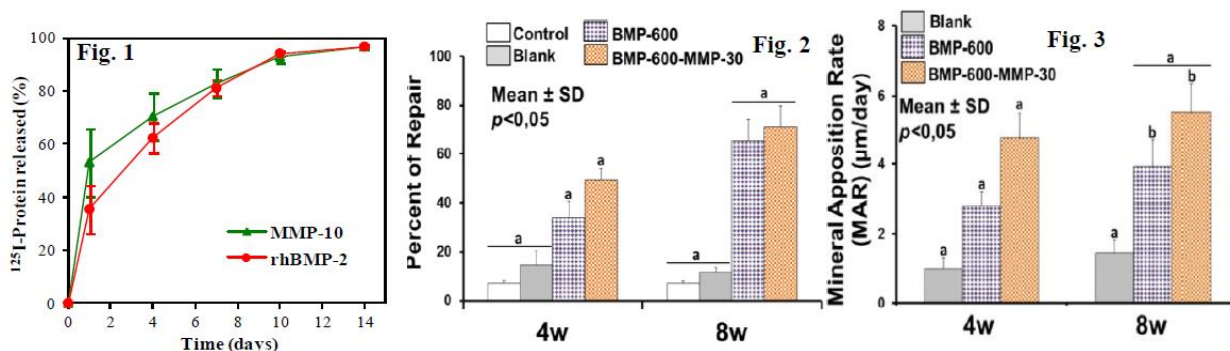 Fig. 1
¹²⁵I-Protein released (%)
100
80
60
40
20
0
MMP-10
rhBMP-2
0 2 4 6 8 10 12 14
Time (days)
Control
Blank
BMP-600
BMP-600-MMP-30
Fig. 2
Mean ± SD
p<0,05
Percent of Repair
100
80
60
40
20
0
a
a
a
a
a
a
4w
8w
Blank
BMP-600
BMP-600-MMP-30
Fig. 3
Mean ± SD
p<0,05
Mineral Apposition Rate
(MAR) (µm/day)
8
6
4
2
0
a
a
a
a
a
b
b
4w
8w